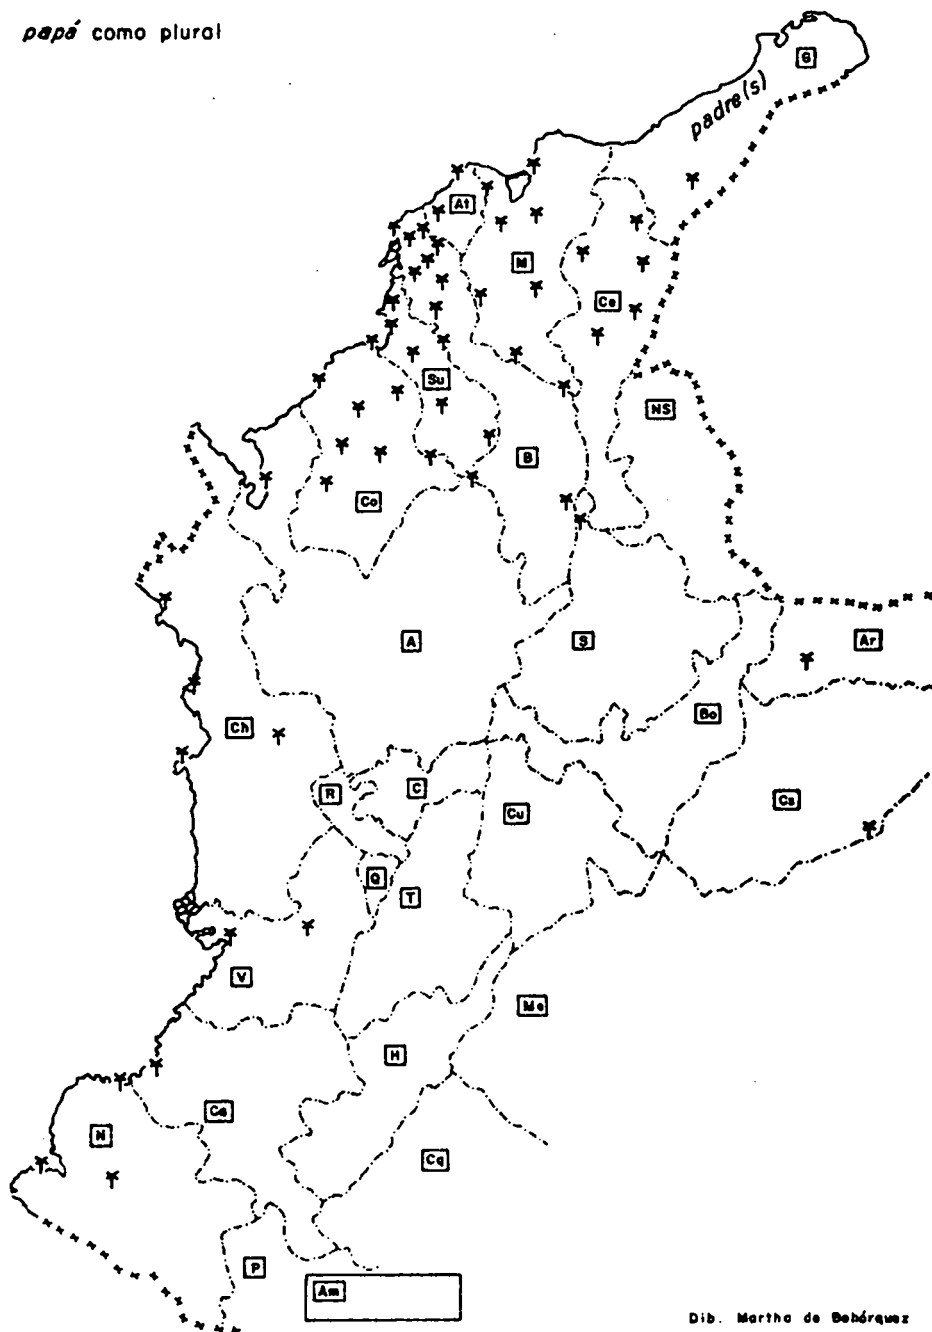 papá como plural
G
padre(s)
At
M
Ce
Su
NS
B
Co
A
S
Ar
Bo
Ch
R
C
Cu
Cs
Q
T
V
Me
H
Ca
N
Cq
P
Am
Dib. Martha de Bohórquez